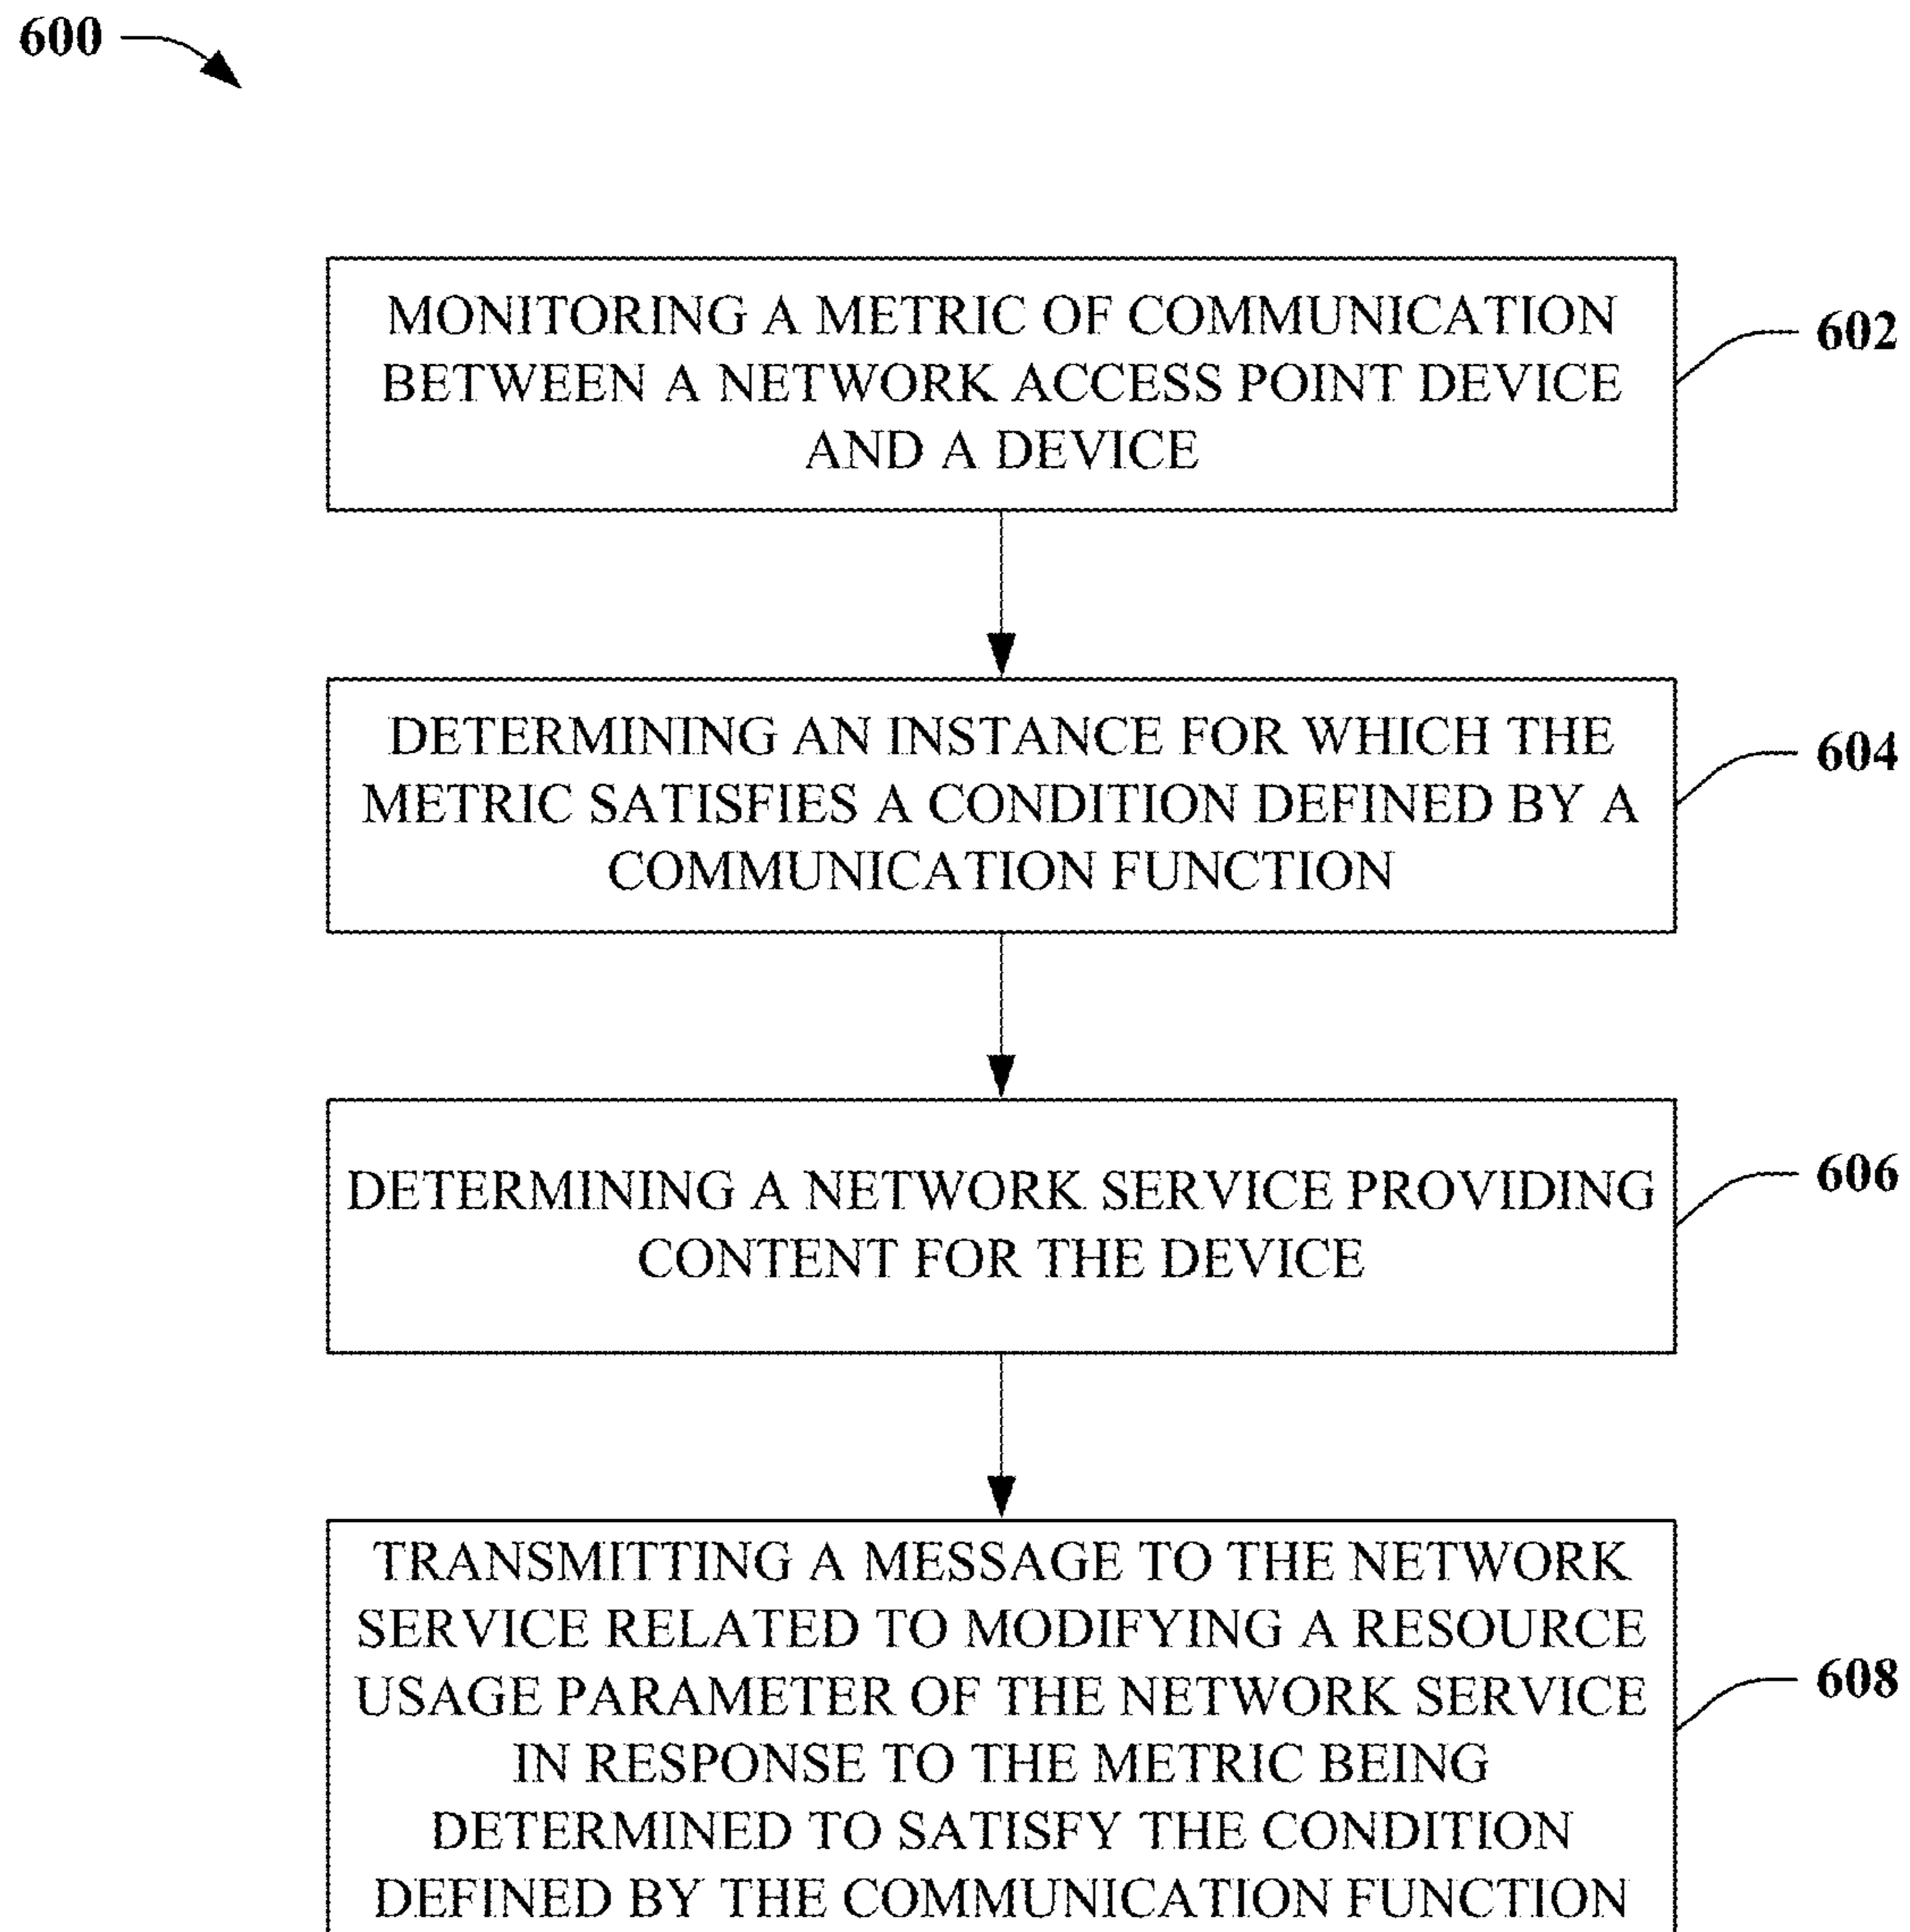 600
MONITORING A METRIC OF COMMUNICATION
BETWEEN A NETWORK ACCESS POINT DEVICE
AND A DEVICE
602
DETERMINING AN INSTANCE FOR WHICH THE
METRIC SATISFIES A CONDITION DEFINED BY A
COMMUNICATION FUNCTION
604
DETERMINING A NETWORK SERVICE PROVIDING
CONTENT FOR THE DEVICE
606
TRANSMITTING A MESSAGE TO THE NETWORK
SERVICE RELATED TO MODIFYING A RESOURCE
USAGE PARAMETER OF THE NETWORK SERVICE
IN RESPONSE TO THE METRIC BEING
DETERMINED TO SATISFY THE CONDITION
DEFINED BY THE COMMUNICATION FUNCTION
608